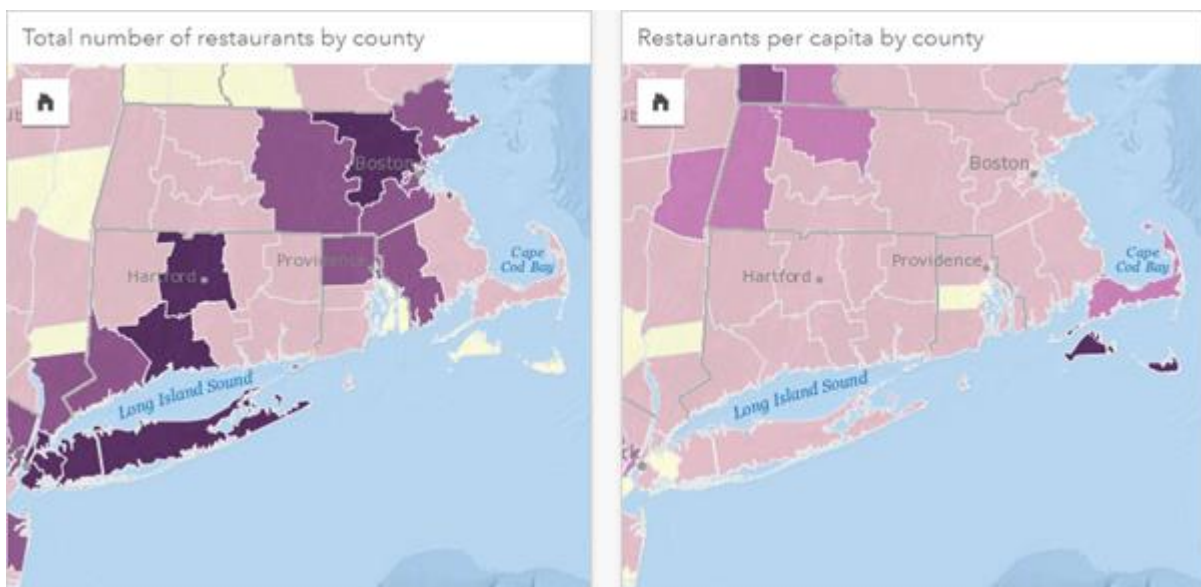 Total number of restaurants by county
Boston
Hartford
Providence
Cape
Cod Bay
Long Island Sound
Restaurants per capita by county
Boston
Hartford
Providence
Cape
Cod Bay
Long Island Sound